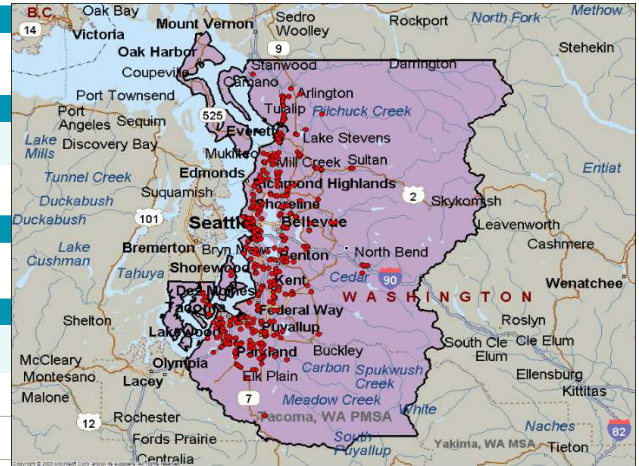 B.C.
Oak Bay
Mount Vernon
Sedro
Woolley
Rockport
North Fork
Methow
14
Victoria
Oak Harbor
9
Stehekin
Coupeville
Stanwood
Camano
Darrington
Port Townsend
Arlington
Tulalip
Pilchuck Creek
525
Port
Angeles
Sequim
Everett
Lake Stevens
Lake
Mills
Discovery Bay
Mukilteo
Mill Creek
Sultan
Entiat
Tunnel Creek
Edmonds
Richmond Highlands
2
Suquamish
Duckabush
Shoreline
Skykomish
101
Seattle
Bellevue
Leavenworth
Duckabush
Cashmere
Lake
Cushman
Bremerton
Bryn Mawr
North Bend
Renton
Tahuya
Shorewood
Cedar
90
Wenatchee
Kent
Des Moines
WASHINGTON
Tacoma
Federal Way
Shelton
Lakewood
Puyallup
Roslyn
South Cle
Elum
Cle Elum
Parkland
Buckley
McCleary
Olympia
Carbon
Spukwush
Creek
Montesano
Lacey
Elk Plain
Ellensburg
Kittitas
Malone
7
Meadow Creek
White
12
Rochester
Tacoma, WA PMSA
Naches
82
Fords Prairie
South
Puyallup
Yakima, WA MSA
Tieton
Centralia